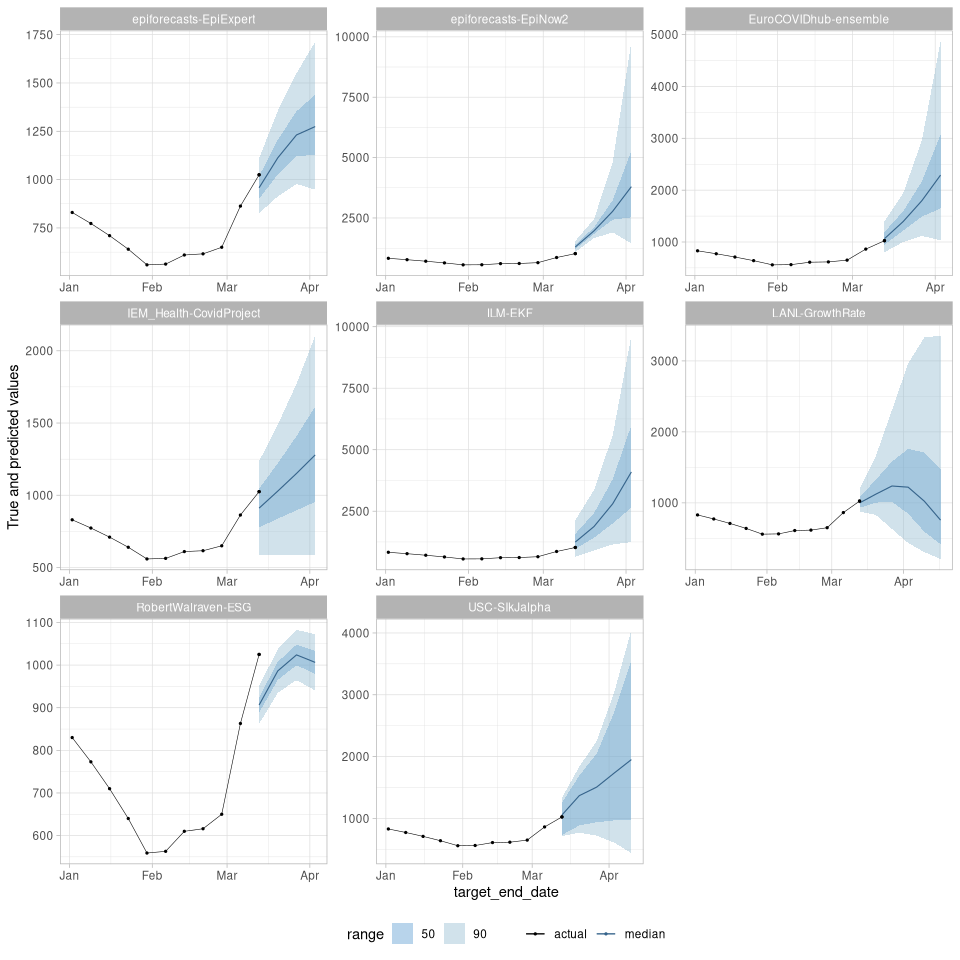 epiforecasts-EpiExpert
epiforecasts-EpiNow2
EuroCOVIDhub-ensemble
1750
1500
1250
1000
750
10000
7500
5000
2500
5000
4000
3000
2000
1000
Jan Feb Mar Apr
Jan Feb Mar Apr
Jan Feb Mar Apr
IEM_Health-CovidProject
ILM-EKF
LANL-GrowthRate
2000
1500
1000
500
10000
7500
5000
2500
3000
2000
1000
Jan Feb Mar Apr
Jan Feb Mar Apr
Jan Feb Mar Apr
RobertWalraven-ESG
USC-SIkJalpha
1100
1000
900
800
700
600
4000
3000
2000
1000
Jan Feb Mar Apr
Jan Feb Mar Apr
True and predicted values
target_end_date
range 50 90 actual median